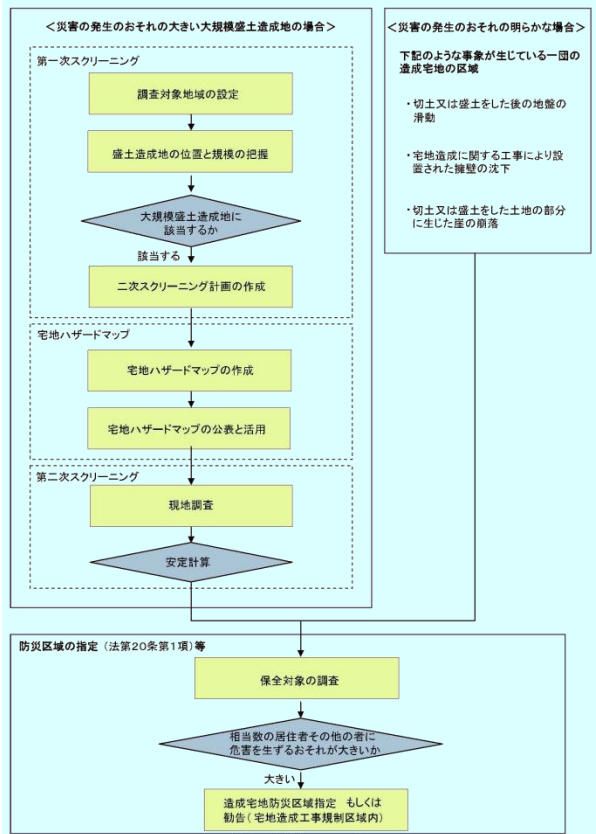 ＜災害の発生のおそれの大きい大規模盛土造成地の場合＞
第一次スクリーニング
調査対象地域の設定
盛土造成地の位置と規模の把握
大規模盛土造成地に
該当するか
該当する
二次スクリーニング計画の作成
宅地ハザードマップ
宅地ハザードマップの作成
宅地ハザードマップの公表と活用
第二次スクリーニング
現地調査
安定計算
＜災害の発生のおそれの明らかな場合＞
下記のような事象が生じている一団の
造成宅地の区域
・切土又は盛土をした後の地盤の
滑動
・宅地造成に関する工事により設
置された擁壁の沈下
・切土又は盛土をした土地の部分
に生じた崖の崩落
防災区域の指定（法第20条第1項）等
保全対象の調査
相当数の居住者その他の者に
危害を生ずるおそれが大きいか
大きい
造成宅地防災区域指定　もしくは
勧告（宅地造成工事規制区域内）